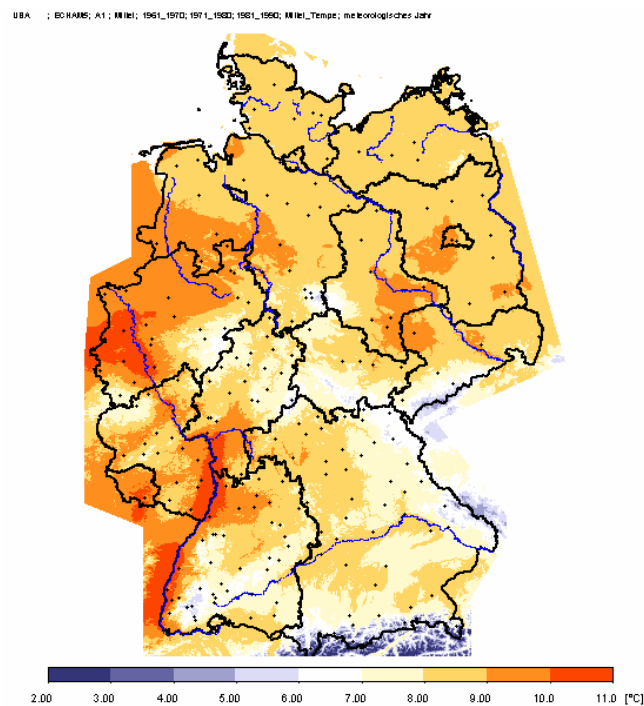 UBA ; ECHAM5; A1 ; Mittel; 1961_1970; 1971_1980; 1981_1990; Mittel_Tempe; meteorologisches Jahr
2.00 3.00 4.00 5.00 6.00 7.00 8.00 9.00 10.0 11.0 [°C]